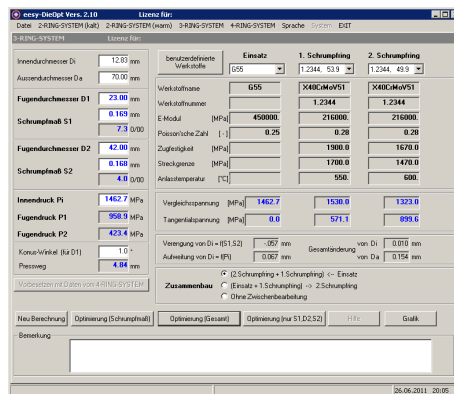 eesy-DieOpt Vers. 2.10 Lizenz für:
Datei 2-RING-SYSTEM (kalt) 2-RING-SYSTEM (warm) 3-RING-SYSTEM 4-RING-SYSTEM Sprache System EXIT
3-RING-SYSTEM Lizenz für:
Innendurchmesser Di 12.83 mm
Aussendurchmesser Da 70.00 mm
Fugendurchmesser D1 23.00 mm
Schrumpfmaß S1 0.169 mm
7.3 0/00
Fugendurchmesser D2 42.00 mm
Schrumpfmaß S2 0.168 mm
4.0 0/00
Innendruck Pi 1462.7 MPa
Fugendruck P1 958.9 MPa
Fugendruck P2 423.4 MPa
Konus-Winkel (für D1) 1.0 °
Pressweg 4.84 mm
Vorbesetzen mit Daten von 4-RING-SYSTEM
benutzerdefinierte Werkstoffe
Einsatz 1. Schrumpfring 2. Schrumpfring
G55 1.2344, 53.9 1.2344, 49.9
Werkstoffname G55 X40CrMoV51 X40CrMoV51
Werkstoffnummer 1.2344 1.2344
E-Modul [MPa] 450000. 216000. 216000.
Poisson'sche Zahl [-] 0.25 0.28 0.28
Zugfestigkeit [MPa] 1900.0 1670.0
Streckgrenze [MPa] 1700.0 1470.0
Anlasstemperatur [°C] 550. 600.
Vergleichsspannung [MPa] 1462.7 1530.0 1323.0
Tangentialspannung [MPa] 0.0 571.1 899.6
Verengung von Di = f(S1,S2) -.057 mm
Aufweitung von Di = f(Pi) 0.067 mm
Gesamtänderung
von Di 0.010 mm
von Da 0.154 mm
Zusammenbau
(2.Schrumpfring + 1.Schrumpfring) <-- Einsatz
(Einsatz + 1.Schrumpfring) --> 2.Schrumpfring
Ohne Zwischenbearbeitung
Neu Berechnung Optimierung (Schrumpfmaß) Optimierung (Gesamt) Optimierung (nur S1,D2,S2) Hilfe Grafik
Bemerkung
26.06.2011 20:05